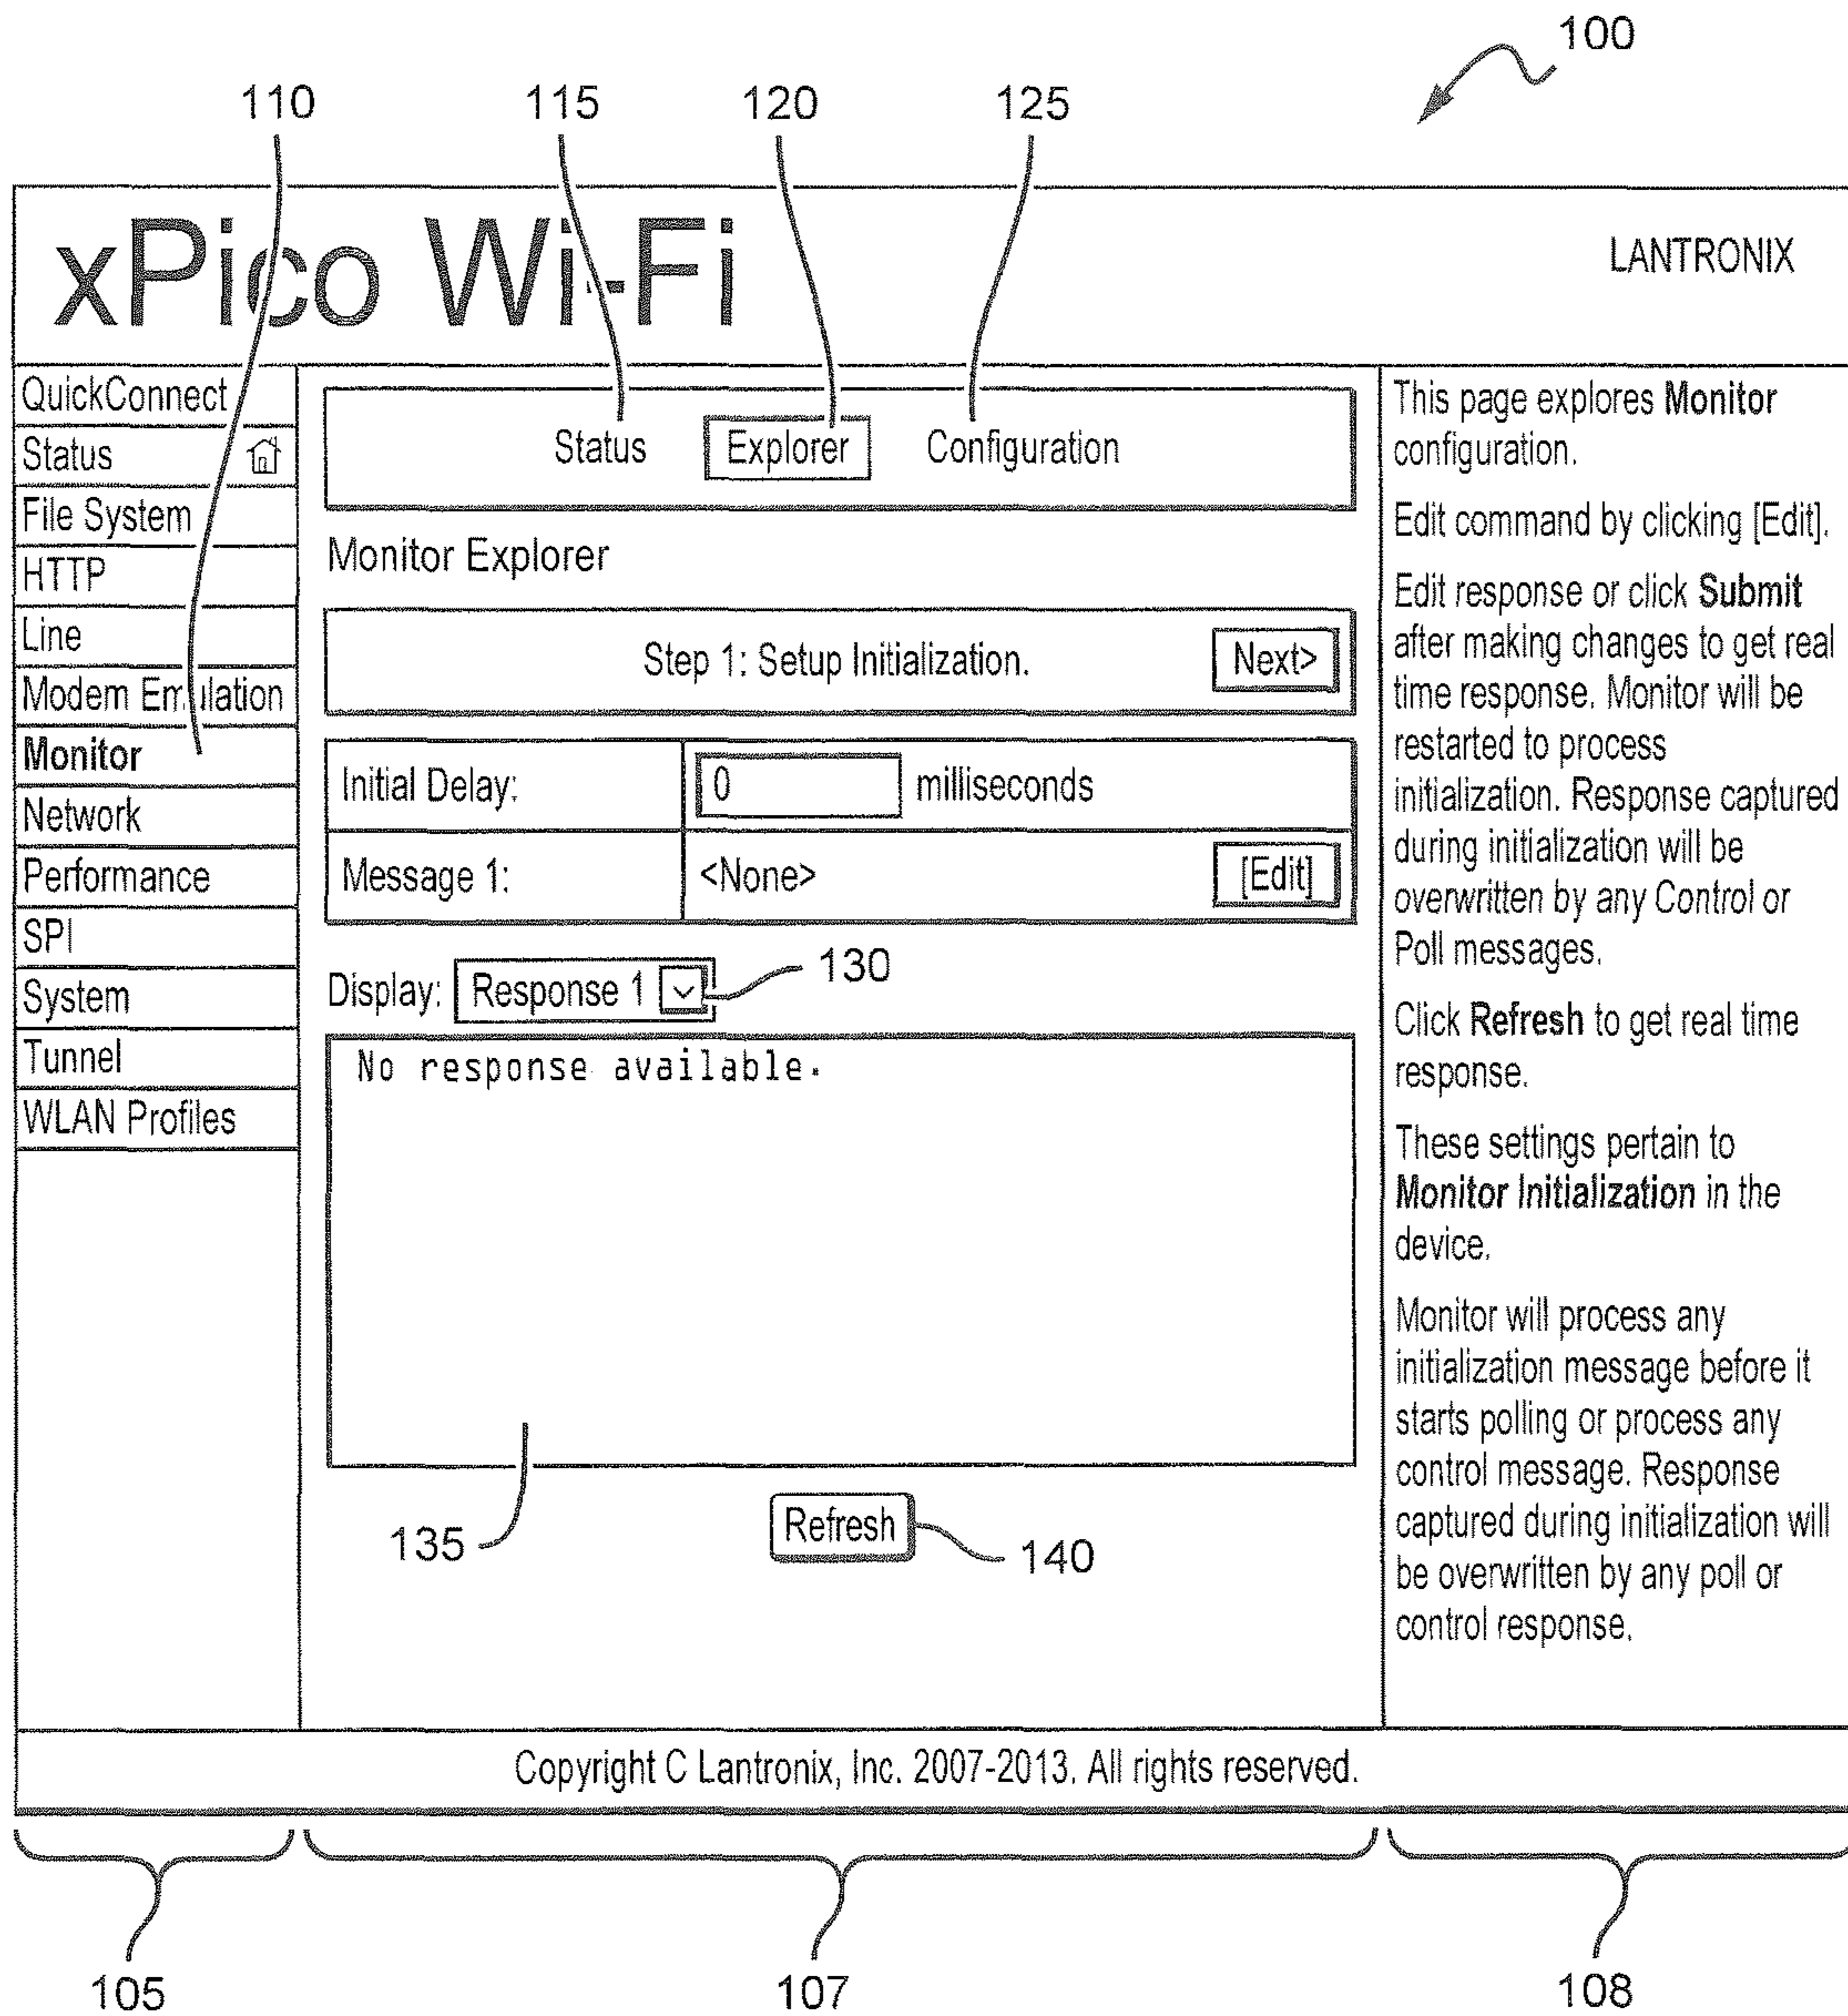 100
110
115
120
125
xPico Wi-Fi
LANTRONIX
QuickConnect
Status
File System
HTTP
Line
Modem Emulation
Monitor
Network
Performance
SPI
System
Tunnel
WLAN Profiles
Status
Explorer
Configuration
Monitor Explorer
Step 1: Setup Initialization.
Next>
Initial Delay:
0
milliseconds
Message 1:
<None>
[Edit]
Display:
Response 1
130
No response available.
135
Refresh
140
This page explores Monitor
configuration.
Edit command by clicking [Edit].
Edit response or click Submit
after making changes to get real
time response. Monitor will be
restarted to process
initialization. Response captured
during initialization will be
overwritten by any Control or
Poll messages.
Click Refresh to get real time
response.
These settings pertain to
Monitor Initialization in the
device.
Monitor will process any
initialization message before it
starts polling or process any
control message. Response
captured during initialization will
be overwritten by any poll or
control response.
Copyright C Lantronix, Inc. 2007-2013. All rights reserved.
105
107
108